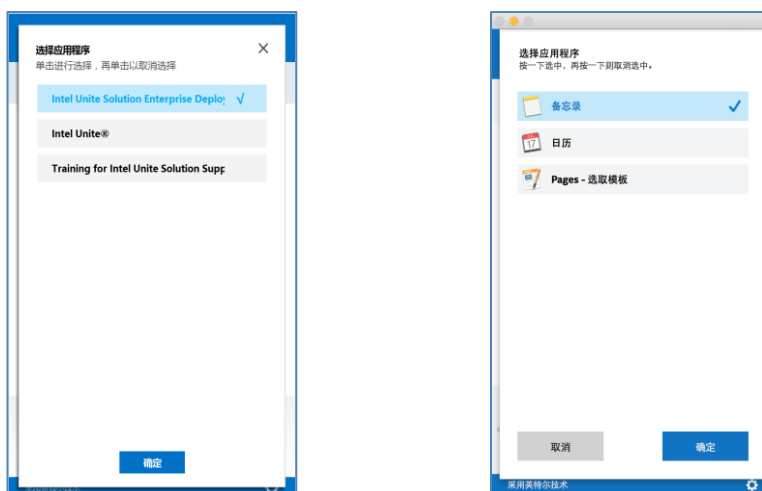 选择应用程序
单击进行选择，再单击以取消选择
Intel Unite Solution Enterprise Deploy
Intel Unite®
Training for Intel Unite Solution Supp
确定
选择应用程序
按一下选中，再按一下则取消选中。
备忘录
17
日历
Pages - 选取模板
取消
确定
采用英特尔技术